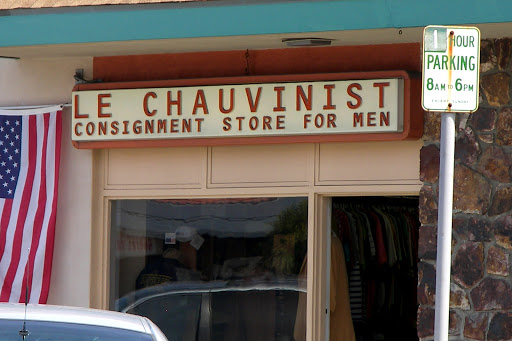 LE CHAUVINIST
CONSIGNMENT STORE FOR MEN
1 HOUR
PARKING
8AM TO 6PM